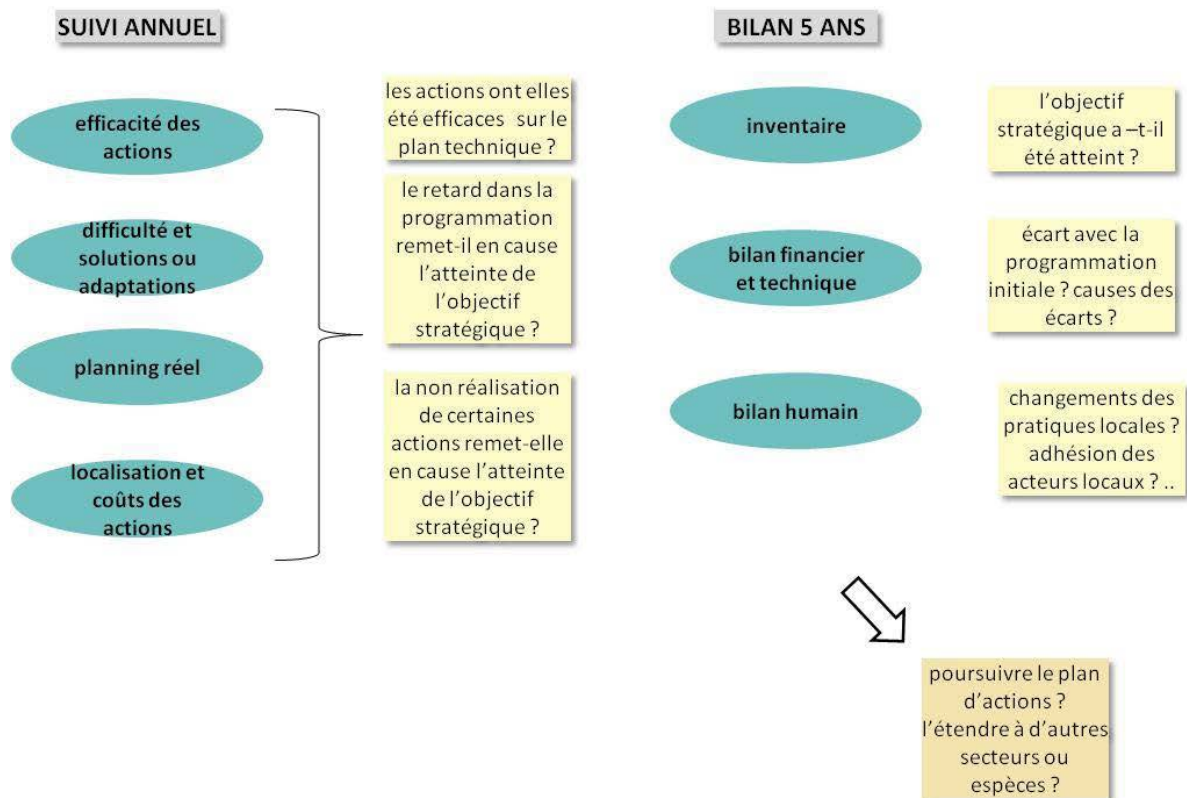 SUIVI ANNUEL
efficacité des
actions
difficulté et
solutions ou
adaptations
planning réel
localisation et
coûts des
actions
les actions ont elles
été efficaces sur le
plan technique ?
le retard dans la
programmation
remet-il en cause
l'atteinte de
l'objectif
stratégique ?
la non réalisation
de certaines
actions remet-elle
en cause l'atteinte
de l'objectif
stratégique ?
BILAN 5 ANS
inventaire
l'objectif
stratégique a –t-il
été atteint ?
bilan financier
et technique
écart avec la
programmation
initiale ? causes des
écarts ?
bilan humain
changements des
pratiques locales ?
adhésion des
acteurs locaux ? ..
poursuivre le plan
d'actions ?
l'étendre à d'autres
secteurs ou
espèces ?